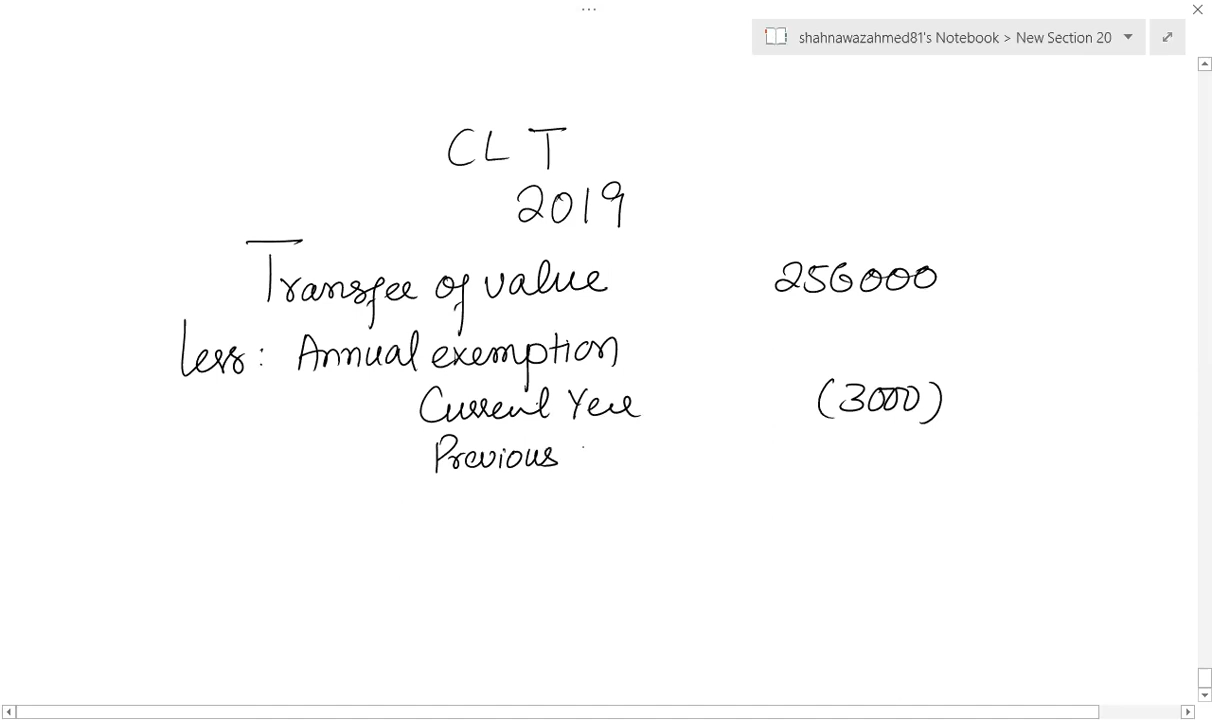 shahnawazahmed81's Notebook > New Section 20
CLT
2019
Transfer of value 256000
less: Annual exemption
Current Year (3000)
Previous